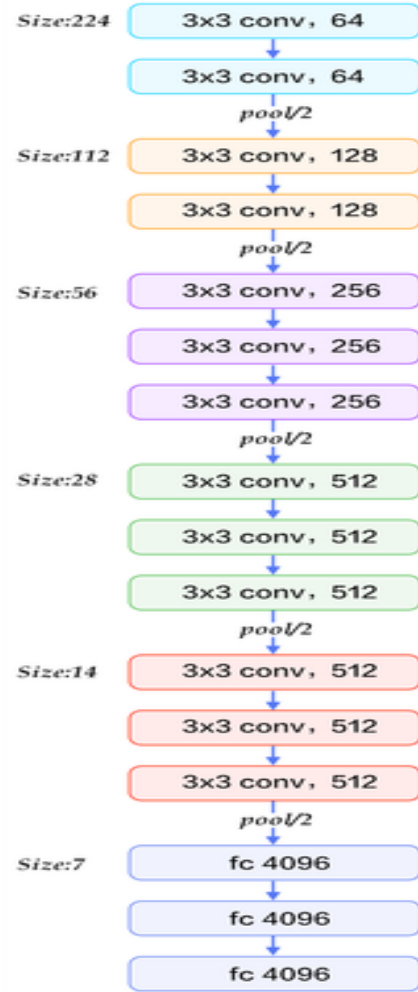 Size:224 3x3 conv, 64
3x3 conv, 64
pool/2
Size:112 3x3 conv, 128
3x3 conv, 128
pool/2
Size:56 3x3 conv, 256
3x3 conv, 256
3x3 conv, 256
pool/2
Size:28 3x3 conv, 512
3x3 conv, 512
3x3 conv, 512
pool/2
Size:14 3x3 conv, 512
3x3 conv, 512
3x3 conv, 512
pool/2
Size:7 fc 4096
fc 4096
fc 4096